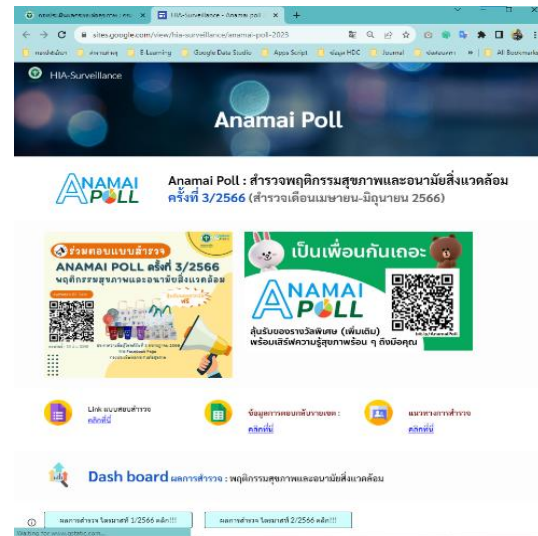 HIA-Surveillance - Anamai poll
sites.google.com/view/hia-surveillance/anamai-poll-2023
E-Learning
Google Data Studio
Apps Script
ข้อมูล HDC
Journal
All Bookmarks
HIA-Surveillance
Anamai Poll
ANAMAI POLL
Anamai Poll : สำรวจพฤติกรรมสุขภาพและอนามัยสิ่งแวดล้อม
ครั้งที่ 3/2566 (สำรวจเดือนเมษายน-มิถุนายน 2566)
ร่วมตอบแบบสำรวจ
ANAMAI POLL ครั้งที่ 3/2566
พฤติกรรมสุขภาพและอนามัยสิ่งแวดล้อม
ฟรี
เป็นเพื่อนกันเถอะ
ANAMAI POLL
ลุ้นรับของรางวัลพิเศษ (เพิ่มเติม)
พร้อมเสิร์ฟความรู้สุขภาพร้อน ๆ ถึงมือคุณ
Link แบบตอบสำรวจ
คลิกที่นี่
ข้อมูลการตอบกลับรายเขต :
คลิกที่นี่
แนวทางการสำรวจ
คลิกที่นี่
Dash board ผลการสำรวจ : พฤติกรรมสุขภาพและอนามัยสิ่งแวดล้อม
ผลการสำรวจ ไตรมาสที่ 1/2566 คลิก!!!
ผลการสำรวจ ไตรมาสที่ 2/2566 คลิก!!!
Waiting for www.gstatic.com...